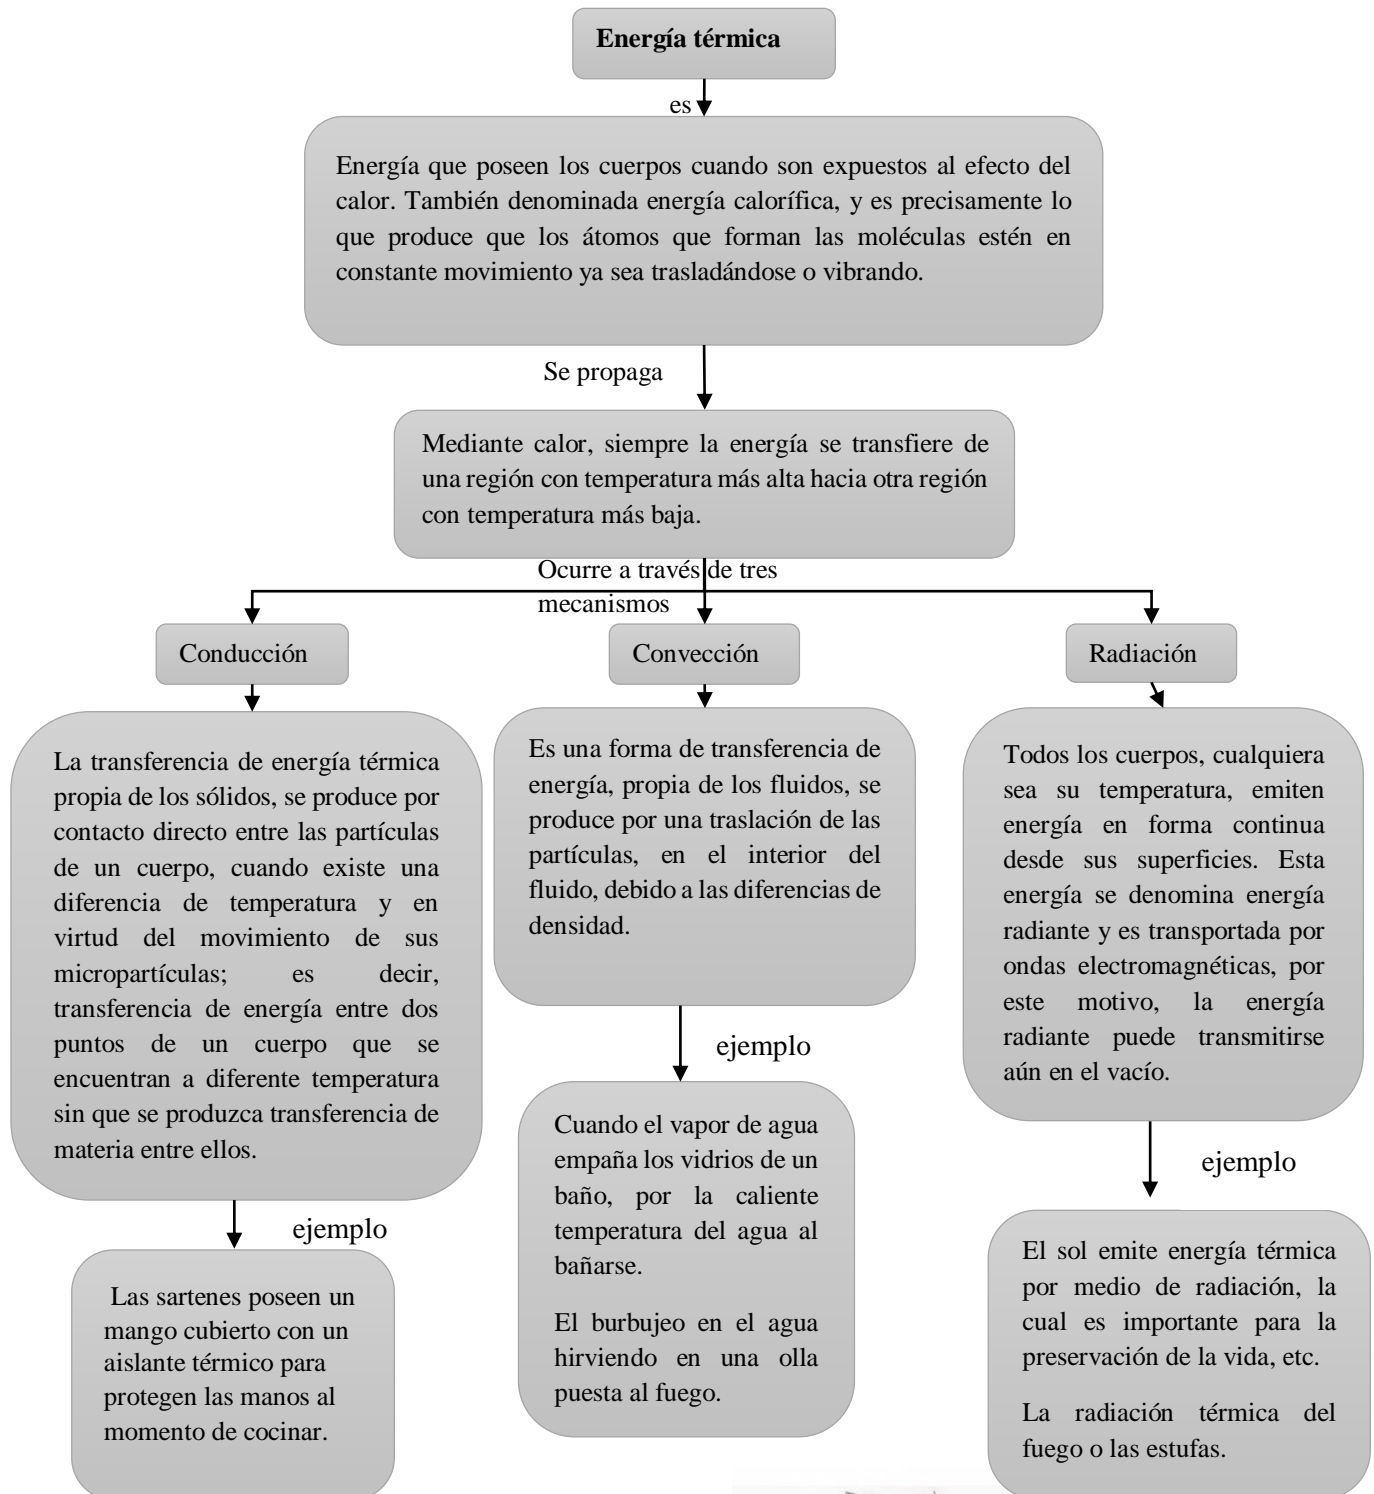 Energía térmica
es
Energía que poseen los cuerpos cuando son expuestos al efecto del
calor. También denominada energía calorífica, y es precisamente lo
que produce que los átomos que forman las moléculas estén en
constante movimiento ya sea trasladándose o vibrando.
Se propaga
Mediante calor, siempre la energía se transfiere de
una región con temperatura más alta hacia otra región
con temperatura más baja.
Ocurre a través de tres
mecanismos
Conducción
La transferencia de energía térmica
propia de los sólidos, se produce por
contacto directo entre las partículas
de un cuerpo, cuando existe una
diferencia de temperatura y en
virtud del movimiento de sus
micropartículas; es decir,
transferencia de energía entre dos
puntos de un cuerpo que se
encuentran a diferente temperatura
sin que se produzca transferencia de
materia entre ellos.
ejemplo
Las sartenes poseen un
mango cubierto con un
aislante térmico para
protegen las manos al
momento de cocinar.
Convección
Es una forma de transferencia de
energía, propia de los fluidos, se
produce por una traslación de las
partículas, en el interior del
fluido, debido a las diferencias de
densidad.
ejemplo
Cuando el vapor de agua
empaña los vidrios de un
baño, por la caliente
temperatura del agua al
bañarse.
El burbujeo en el agua
hirviendo en una olla
puesta al fuego.
Radiación
Todos los cuerpos, cualquiera
sea su temperatura, emiten
energía en forma continua
desde sus superficies. Esta
energía se denomina energía
radiante y es transportada por
ondas electromagnéticas, por
este motivo, la energía
radiante puede transmitirse
aún en el vacío.
ejemplo
El sol emite energía térmica
por medio de radiación, la
cual es importante para la
preservación de la vida, etc.
La radiación térmica del
fuego o las estufas.